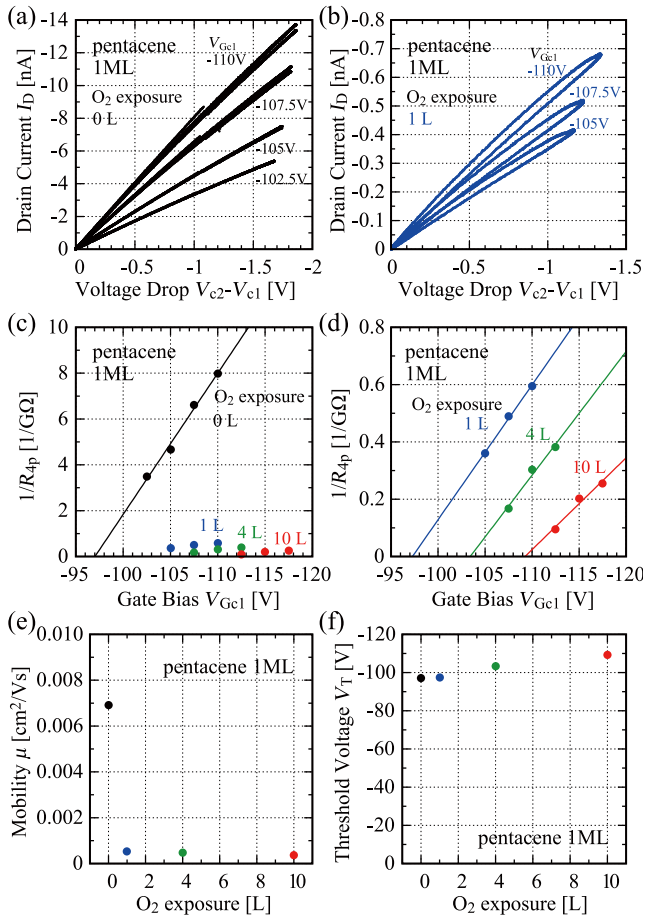 (a)
-14
-12
-10
-8
-6
-4
-2
0
Drain Current I_D [nA]
pentacene
1ML
O₂ exposure
0 L
V_Gc1
-110V
-107.5V
-105V
-102.5V
0 -0.5 -1 -1.5 -2
Voltage Drop V_c2-V_c1 [V]
(b)
-0.8
-0.7
-0.6
-0.5
-0.4
-0.3
-0.2
-0.1
0
Drain Current I_D [nA]
pentacene
1ML
O₂ exposure
1 L
V_Gc1
-110V
-107.5V
-105V
0 -0.5 -1 -1.5
Voltage Drop V_c2-V_c1 [V]
(c)
10
8
6
4
2
0
1/R_4p [1/GΩ]
pentacene
1ML
O₂ exposure
0 L
1 L
4 L
10 L
-95 -100 -105 -110 -115 -120
Gate Bias V_Gc1 [V]
(d)
0.8
0.6
0.4
0.2
0
1/R_4p [1/GΩ]
pentacene
1ML
O₂ exposure
1 L
4 L
10 L
-95 -100 -105 -110 -115 -120
Gate Bias V_Gc1 [V]
(e)
0.010
0.008
0.006
0.004
0.002
0
Mobility μ [cm²/Vs]
pentacene 1ML
0 2 4 6 8 10
O₂ exposure [L]
(f)
-120
-100
-80
-60
-40
-20
0
Threshold Voltage V_T [V]
pentacene 1ML
0 2 4 6 8 10
O₂ exposure [L]